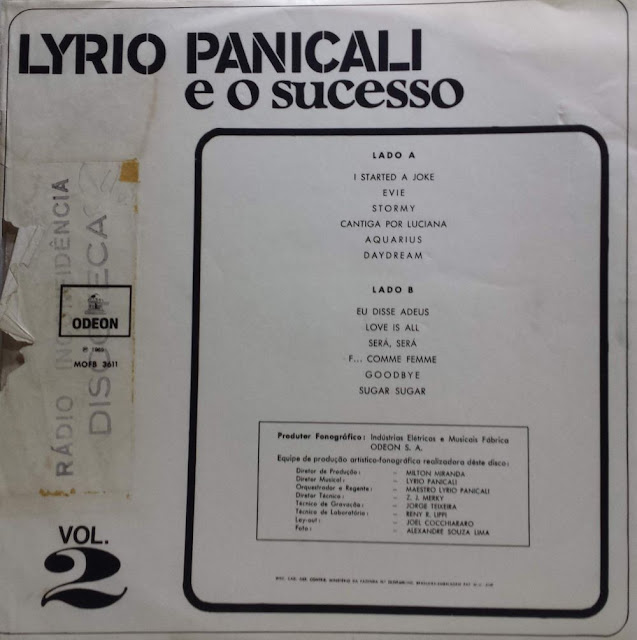 LYRIO PANICALI
e o sucesso
LADO A
I STARTED A JOKE
EVIE
STORMY
CANTIGA POR LUCIANA
AQUARIUS
DAYDREAM
LADO B
EU DISSE ADEUS
LOVE IS ALL
SERÁ, SERÁ
F... COMME FEMME
GOODBYE
SUGAR SUGAR
RÁDIO
DISCOTECA
ODEON
℗ 1969
MOFB 3611
VOL.
2
Produtor Fonográfico: Indústrias Elétricas e Musicais Fábrica
ODEON S. A.
Equipe de produção artístico-fonográfica realizadora dêste disco:
Diretor de Produção: - MILTON MIRANDA
Diretor Musical: - LYRIO PANICALI
Orquestrador e Regente: - MAESTRO LYRIO PANICALI
Diretor Técnico: - Z. J. MERKY
Técnico de Gravação: - JORGE TEIXEIRA
Técnico de Laboratório: - RENY R. LIPPI
Lay-out: - JOEL COCCHIARARO
Foto: - ALEXANDRE SOUZA LIMA